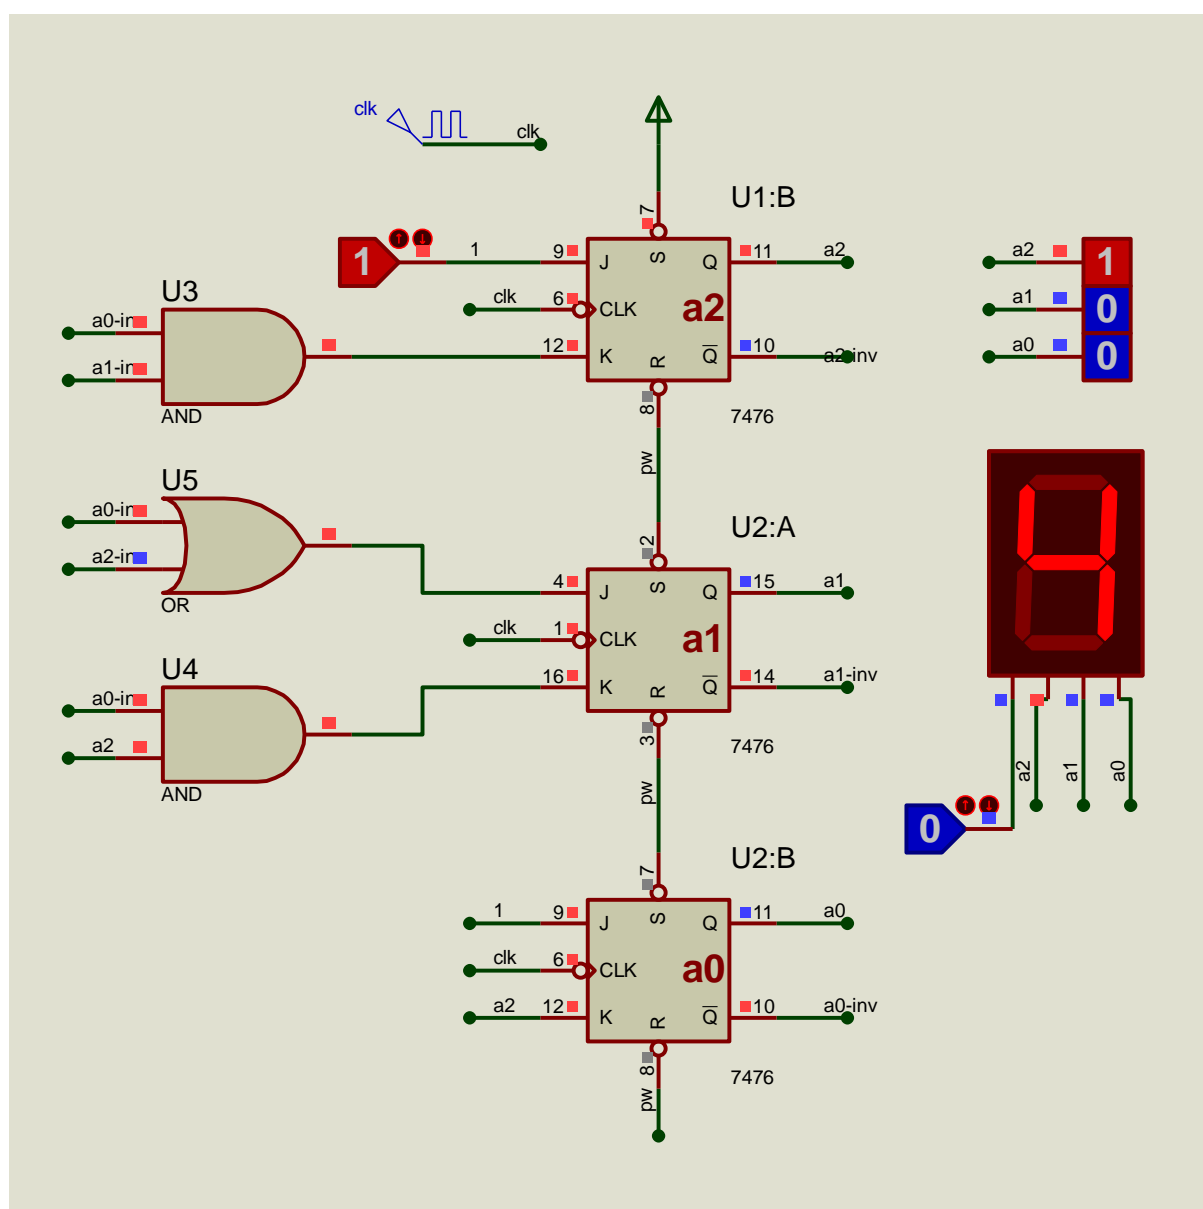 clk
clk
U1:B
7
1
1
9
J
S
Q
11
a2
a2
1
U3
clk
6
CLK
a2
a1
0
a0-in
a1-in
12
K
R
Q
10
a2-inv
a0
0
AND
8
7476
pw
U5
a0-in
a2-in
OR
U2:A
2
4
J
S
Q
15
a1
clk
1
CLK
a1
U4
16
K
R
Q
14
a1-inv
a0-in
a2
AND
3
7476
pw
a2
a1
a0
0
U2:B
7
1
9
J
S
Q
11
a0
clk
6
CLK
a0
a2
12
K
R
Q
10
a0-inv
8
7476
pw
4